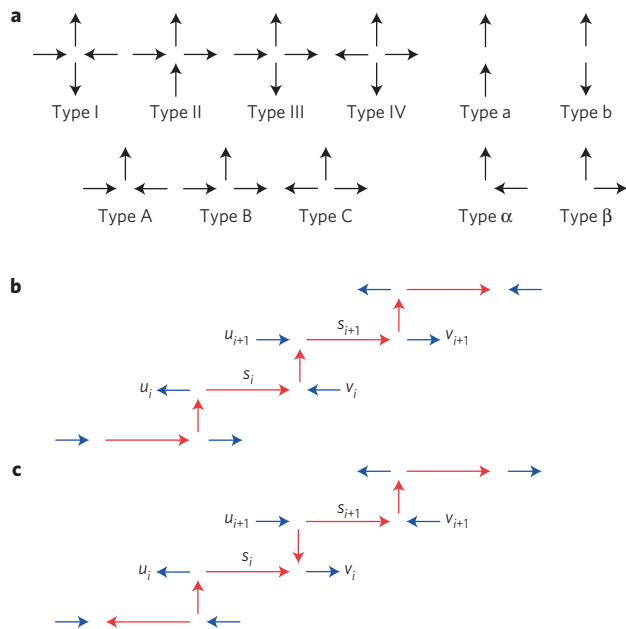 a
Type I Type II Type III Type IV Type a Type b
Type A Type B Type C Type α Type β
b
u_{i+1} s_{i+1} v_{i+1}
u_i s_i v_i
c
u_{i+1} s_{i+1} v_{i+1}
u_i s_i v_i